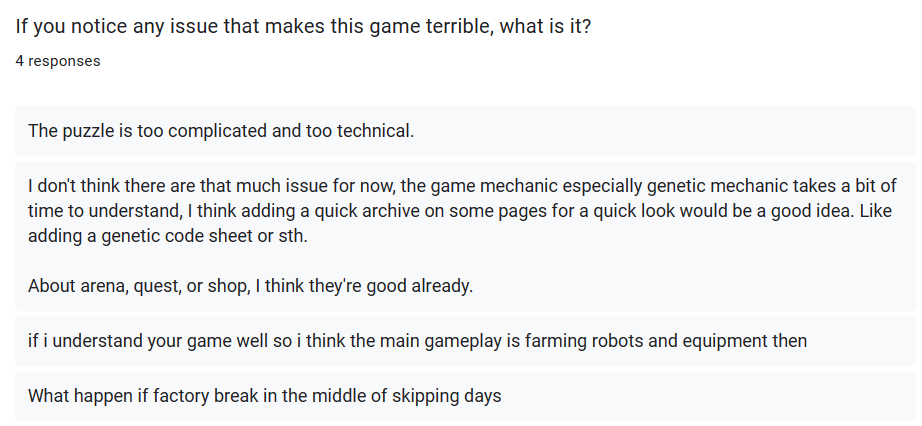 If you notice any issue that makes this game terrible, what is it?
4 responses
The puzzle is too complicated and too technical.
I don't think there are that much issue for now, the game mechanic especially genetic mechanic takes a bit of
time to understand, I think adding a quick archive on some pages for a quick look would be a good idea. Like
adding a genetic code sheet or sth.
About arena, quest, or shop, I think they're good already.
if i understand your game well so i think the main gameplay is farming robots and equipment then
What happen if factory break in the middle of skipping days